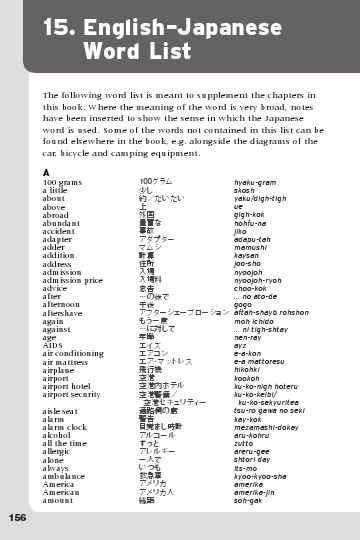 15. English–Japanese
Word List
The following word list is meant to supplement the chapters in
this book. Where the meaning of the word is very broad, notes
have been inserted to show the sense in which the Japanese
word is used. Some of the words not contained in this list can be
found elsewhere in the book, e.g. alongside the diagrams of the
car, bicycle and camping equipment.
A
100 grams 100グラム hyaku-gram
a little 少し skosh
about 約/だいたい yaku/digh-tigh
above 上 ue
abroad 外国 gigh-kok
abundant 豊富な hohfu-na
accident 事故 jiko
adapter アダプター adapu-tah
adder マムシ mamushi
addition 計算 kaysan
address 住所 joo-sho
admission 入場 nyoojoh
admission price 入場料 nyoojoh-ryoh
advice 忠告 choo-kok
after …の後で ... no ato-de
afternoon 午後 gogo
aftershave アフターシェーブローション aftah-shayb rohshon
again もう一度 moh ichido
against …に対して ... ni tigh-shtay
age 年齢 nen-ray
AIDS エイズ ayz
air conditioning エアコン e-a-kon
air mattress エア・マットレス e-a mattoresu
airplane 飛行機 hikohki
airport 空港 kookoh
airport hotel 空港内ホテル ku-ko-nigh hoteru
airport security 空港警備/ ku-ko-keibi/
空港セキュリティー ku-ko-sekyuritea
aisle seat 通路側の席 tsu-ro gawa no seki
alarm 警告 kay-kok
alarm clock 目覚まし時計 mezamashi-dokay
alcohol アルコール aru-kohru
all the time ずっと zutto
allergic アレルギー areru-gee
alone 一人で shtori day
always いつも its-mo
ambulance 救急車 kyoo-kyoo-sha
America アメリカ amerika
American アメリカ人 amerika-jin
amount 総額 soh-gak
156